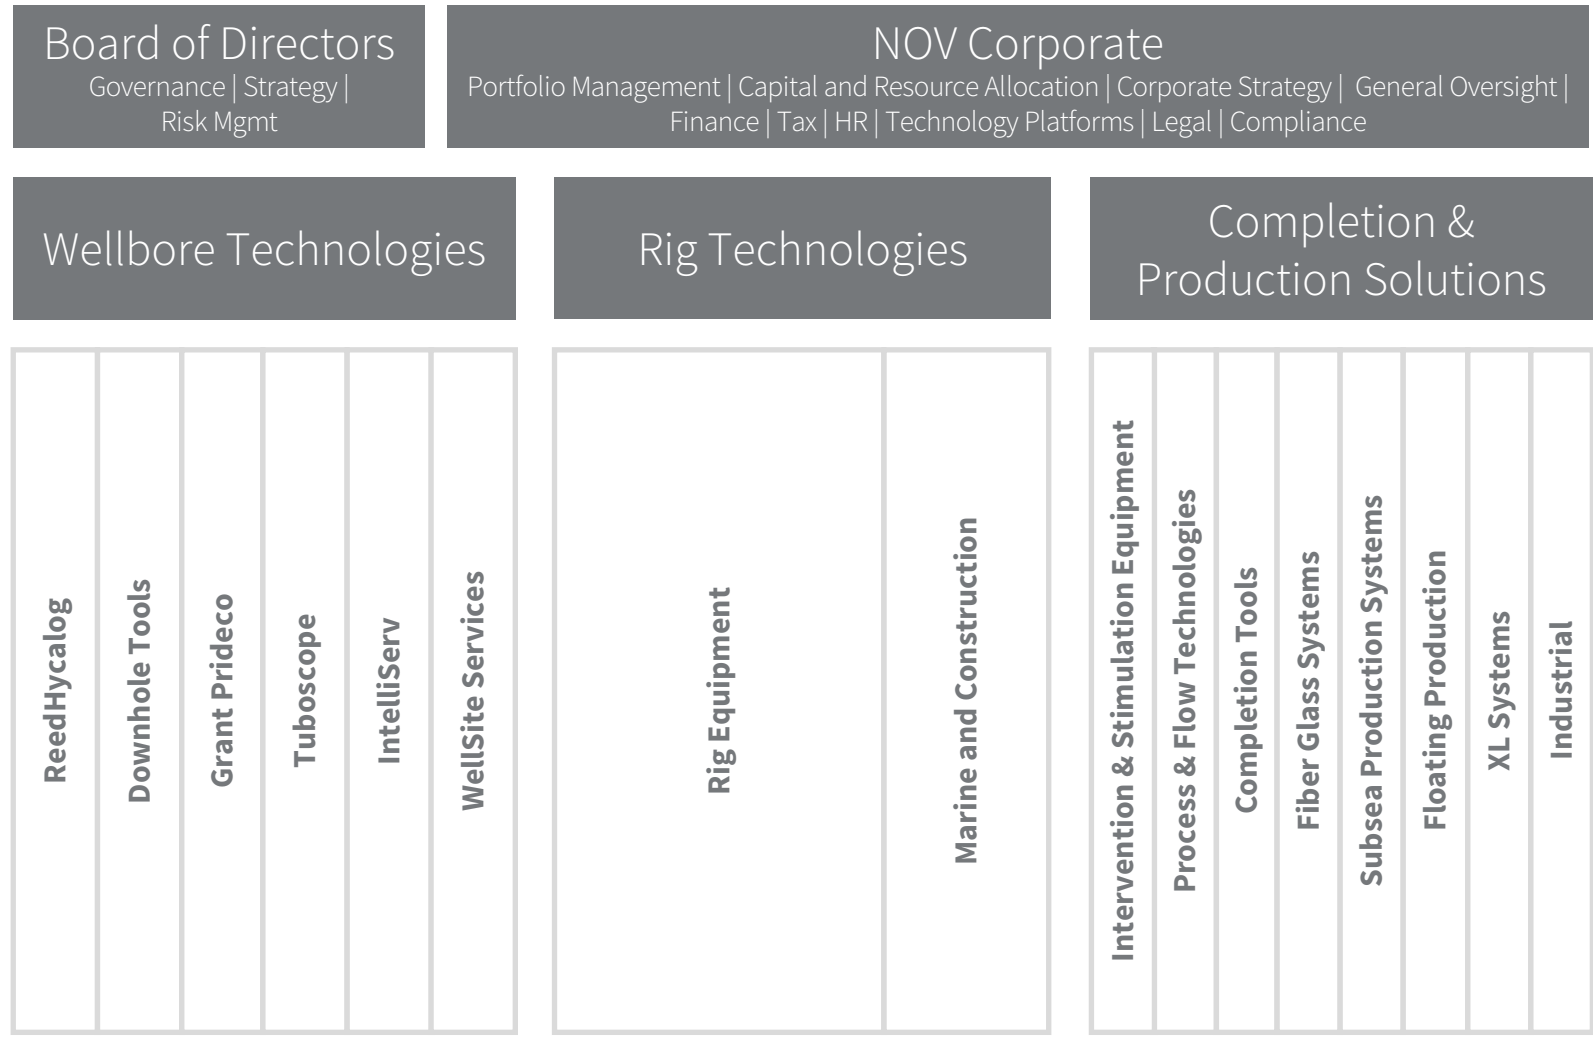 Board of Directors
Governance | Strategy |
Risk Mgmt
NOV Corporate
Portfolio Management | Capital and Resource Allocation | Corporate Strategy | General Oversight |
Finance | Tax | HR | Technology Platforms | Legal | Compliance
Wellbore Technologies
Rig Technologies
Completion &
Production Solutions
ReedHycalog
Downhole Tools
Grant Prideco
Tuboscope
IntelliServ
WellSite Services
Rig Equipment
Marine and Construction
Intervention & Stimulation Equipment
Process & Flow Technologies
Completion Tools
Fiber Glass Systems
Subsea Production Systems
Floating Production
XL Systems
Industrial